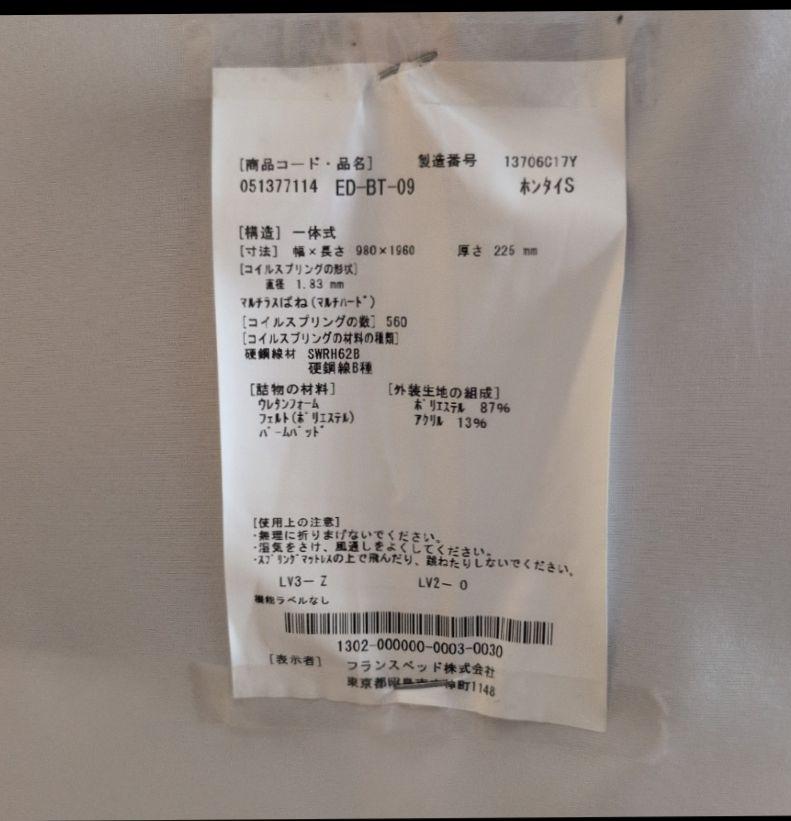 [商品コード・品名] 製造番号 13706C17Y
051377114 ED-BT-09 ホンタイS
[構造] 一体式
[寸法] 幅×長さ 980×1960 厚さ 225 mm
[コイルスプリングの形状]
直径 1.83 mm
マルチラスばね(マルチハード)
[コイルスプリングの数] 560
[コイルスプリングの材料の種類]
硬鋼線材 SWRH62B
硬鋼線B種
[詰物の材料] [外装生地の組成]
ウレタンフォーム ポリエステル 87%
フェルト(ポリエステル) アクリル 13%
パームパッド
[使用上の注意]
・無理に折りまげないでください。
・湿気をさけ、風通しをよくしてください。
・スプリングマットレスの上で飛んだり、跳ねたりしないでください。
LV3- Z LV2- 0
機能ラベルなし
1302-000000-0003-0030
[表示者] フランスベッド株式会社
東京都昭島市 神町1148